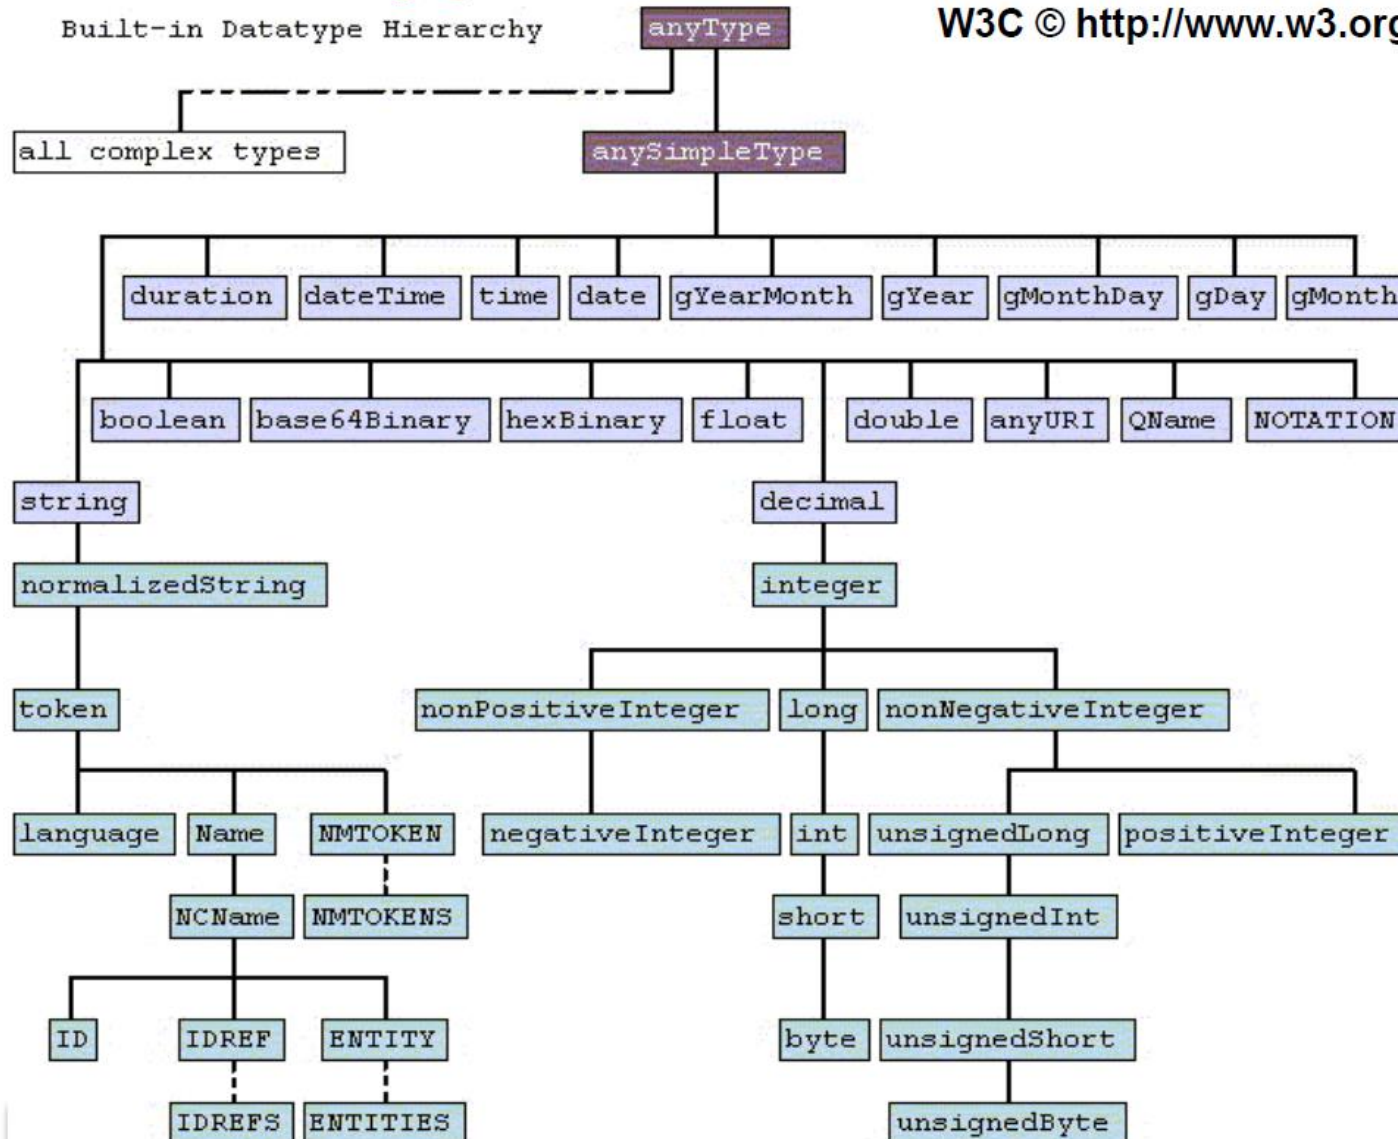 Built-in Datatype Hierarchy
anyType
W3C © http://www.w3.org
all complex types
anySimpleType
duration dateTime time date gYearMonth gYear gMonthDay gDay gMonth
boolean base64Binary hexBinary float double anyURI QName NOTATION
string decimal
normalizedString integer
token nonPositiveInteger long nonNegativeInteger
language Name NMTOKEN negativeInteger int unsignedLong positiveInteger
NCName NMTOKENS short unsignedInt
ID IDREF ENTITY byte unsignedShort
IDREFS ENTITIES unsignedByte